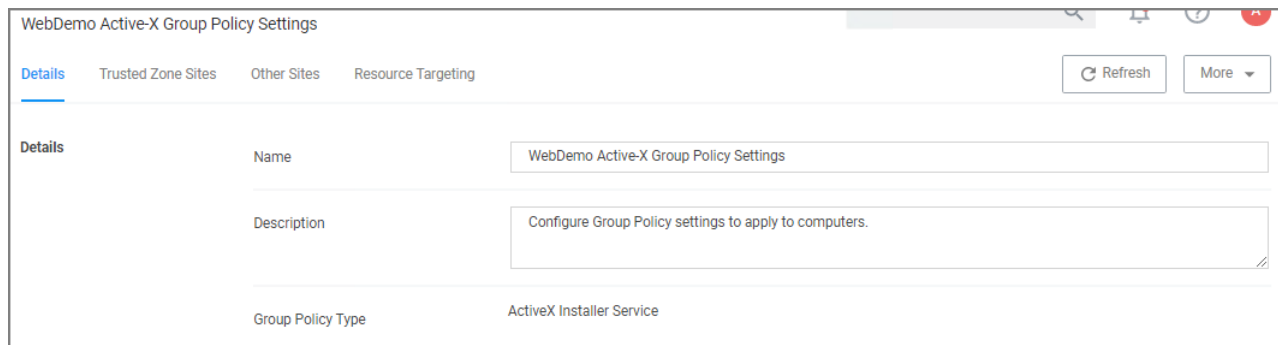 WebDemo Active-X Group Policy Settings
A
Details Trusted Zone Sites Other Sites Resource Targeting Refresh More
Details
Name WebDemo Active-X Group Policy Settings
Description Configure Group Policy settings to apply to computers.
Group Policy Type ActiveX Installer Service